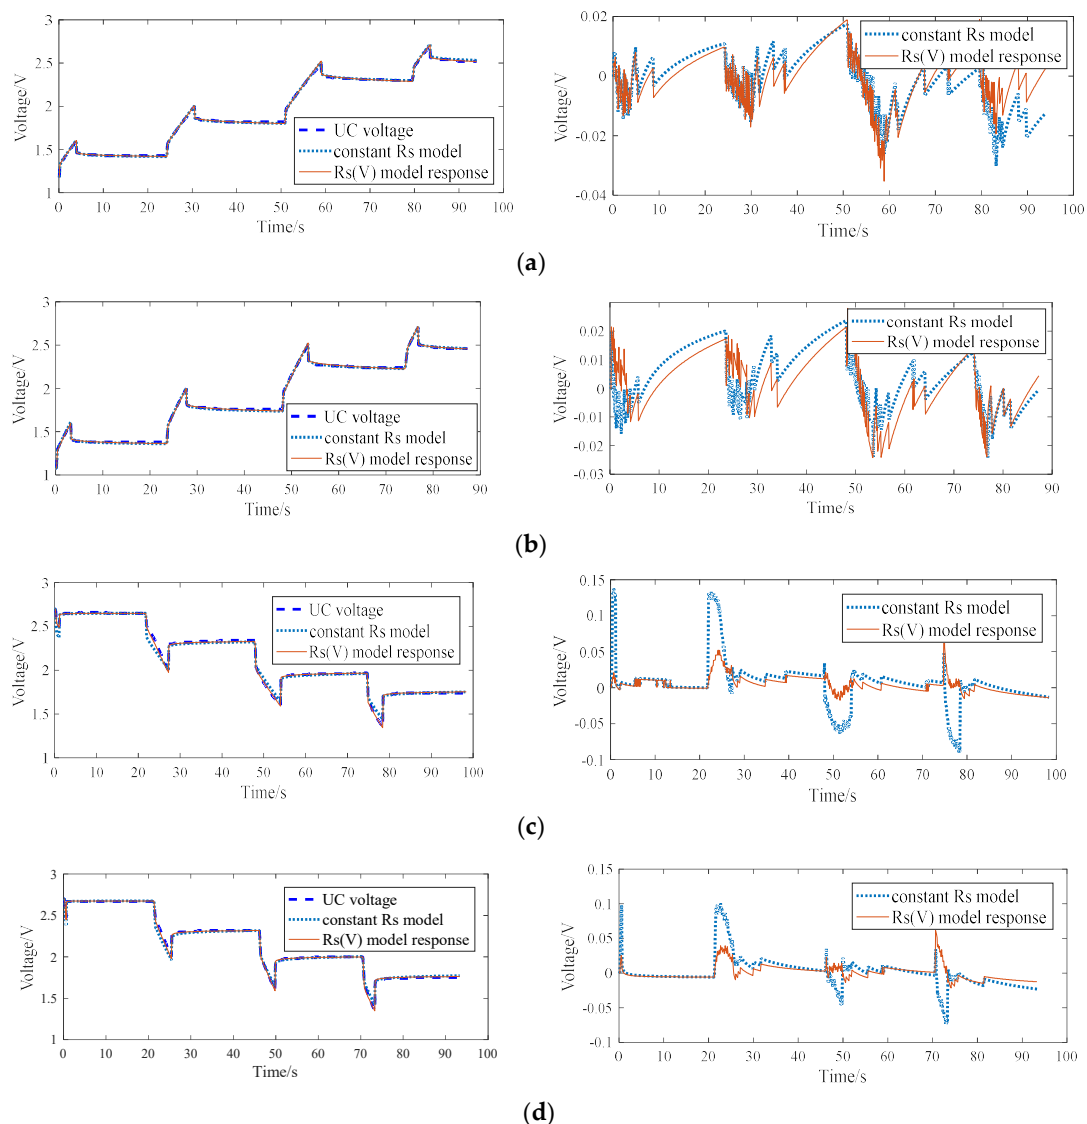 3
2.5
2
1.5
1
Voltage/V
0 10 20 30 40 50 60 70 80 90 100
Time/s
UC voltage
constant Rs model
Rs(V) model response
0.02
0
-0.02
-0.04
Voltage/V
0 10 20 30 40 50 60 70 80 90 100
Time/s
constant Rs model
Rs(V) model response
(a)
3
2.5
2
1.5
1
Voltage/V
0 10 20 30 40 50 60 70 80 90
Time/s
UC voltage
constant Rs model
Rs(V) model response
0.02
0.01
0
-0.01
-0.02
-0.03
Voltage/V
0 10 20 30 40 50 60 70 80 90
Time/s
constant Rs model
Rs(V) model response
(b)
3
2.5
2
1.5
1
Voltage/V
0 10 20 30 40 50 60 70 80 90 100
Time/s
UC voltage
constant Rs model
Rs(V) model response
0.15
0.1
0.05
0
-0.05
-0.1
Voltage/V
0 10 20 30 40 50 60 70 80 90 100
Time/s
constant Rs model
Rs(V) model response
(c)
3
2.5
2
1.5
1
Voltage/V
0 10 20 30 40 50 60 70 80 90 100
Time/s
UC voltage
constant Rs model
Rs(V) model response
0.15
0.1
0.05
0
-0.05
-0.1
Voltage/V
0 10 20 30 40 50 60 70 80 90 100
Time/s
constant Rs model
Rs(V) model response
(d)